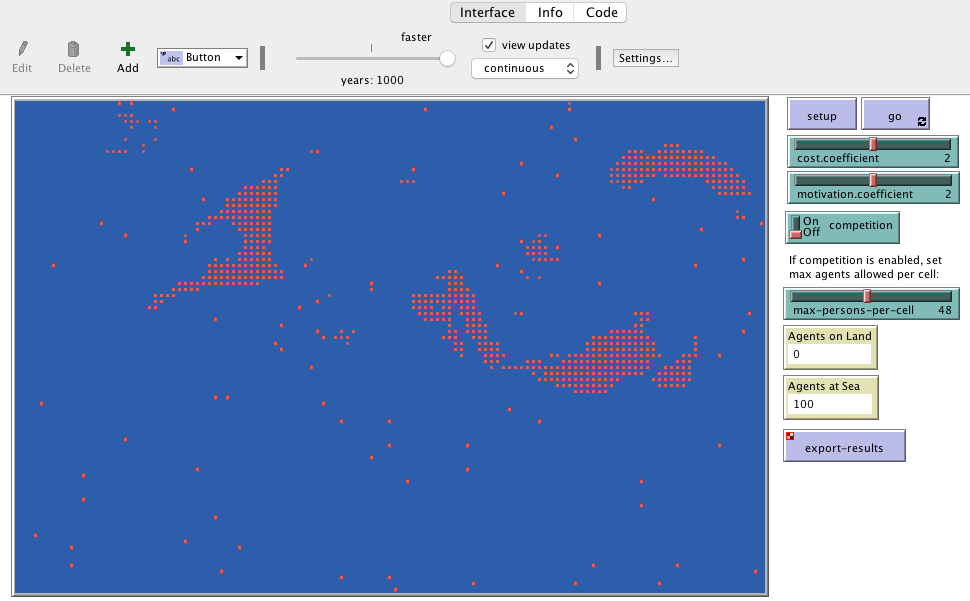 Interface Info Code
faster
Edit Delete Add abc Button view updates continuous Settings...
years: 1000
setup go
cost.coefficient 2
motivation.coefficient 2
On
Off competition
If competition is enabled, set
max agents allowed per cell:
max-persons-per-cell 48
Agents on Land
0
Agents at Sea
100
export-results